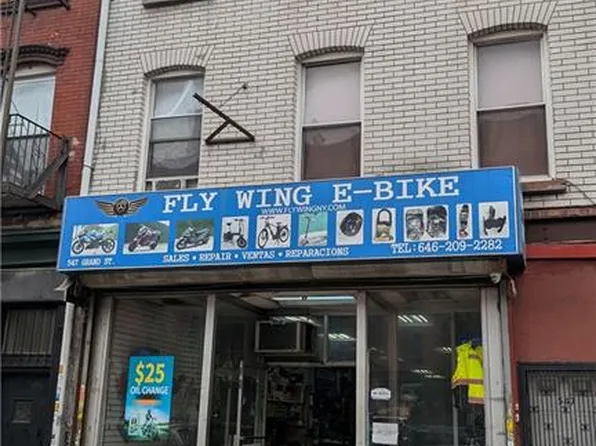 FLY WING E-BIKE
WWW.FLYWINGNY.COM
547 GRAND ST.
SALES • REPAIR • VENTAS • REPARACIONS
TEL: 646-209-2282
$25
OIL CHANGE